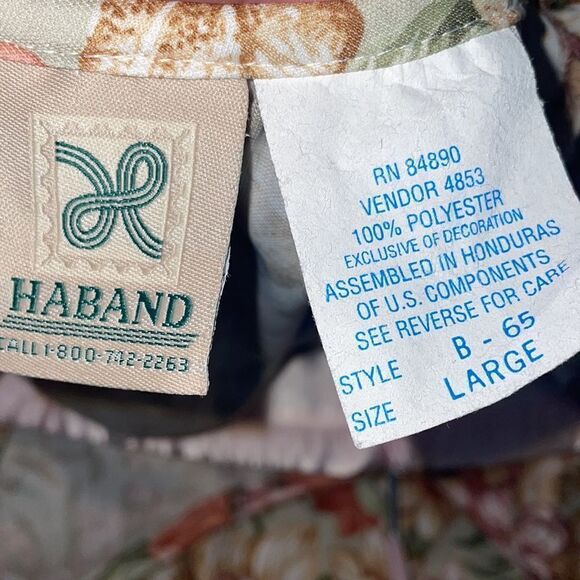 HABAND
CALL 1-800-742-2263
RN 84890
VENDOR 4853
100% POLYESTER
EXCLUSIVE OF DECORATION
ASSEMBLED IN HONDURAS
OF U.S. COMPONENTS
SEE REVERSE FOR CARE
STYLE B - 65
SIZE LARGE